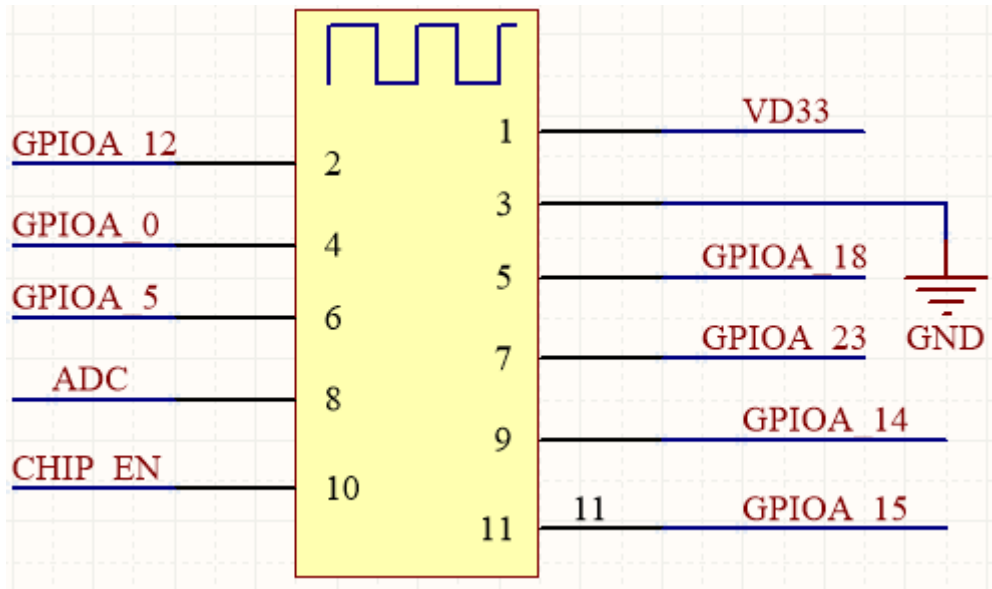 VD33
1
GPIOA_12
2
3
GPIOA_0
4
GPIOA_18
5
GND
GPIOA_5
6
GPIOA_23
7
ADC
8
GPIOA_14
9
CHIP_EN
10
11
11
GPIOA_15